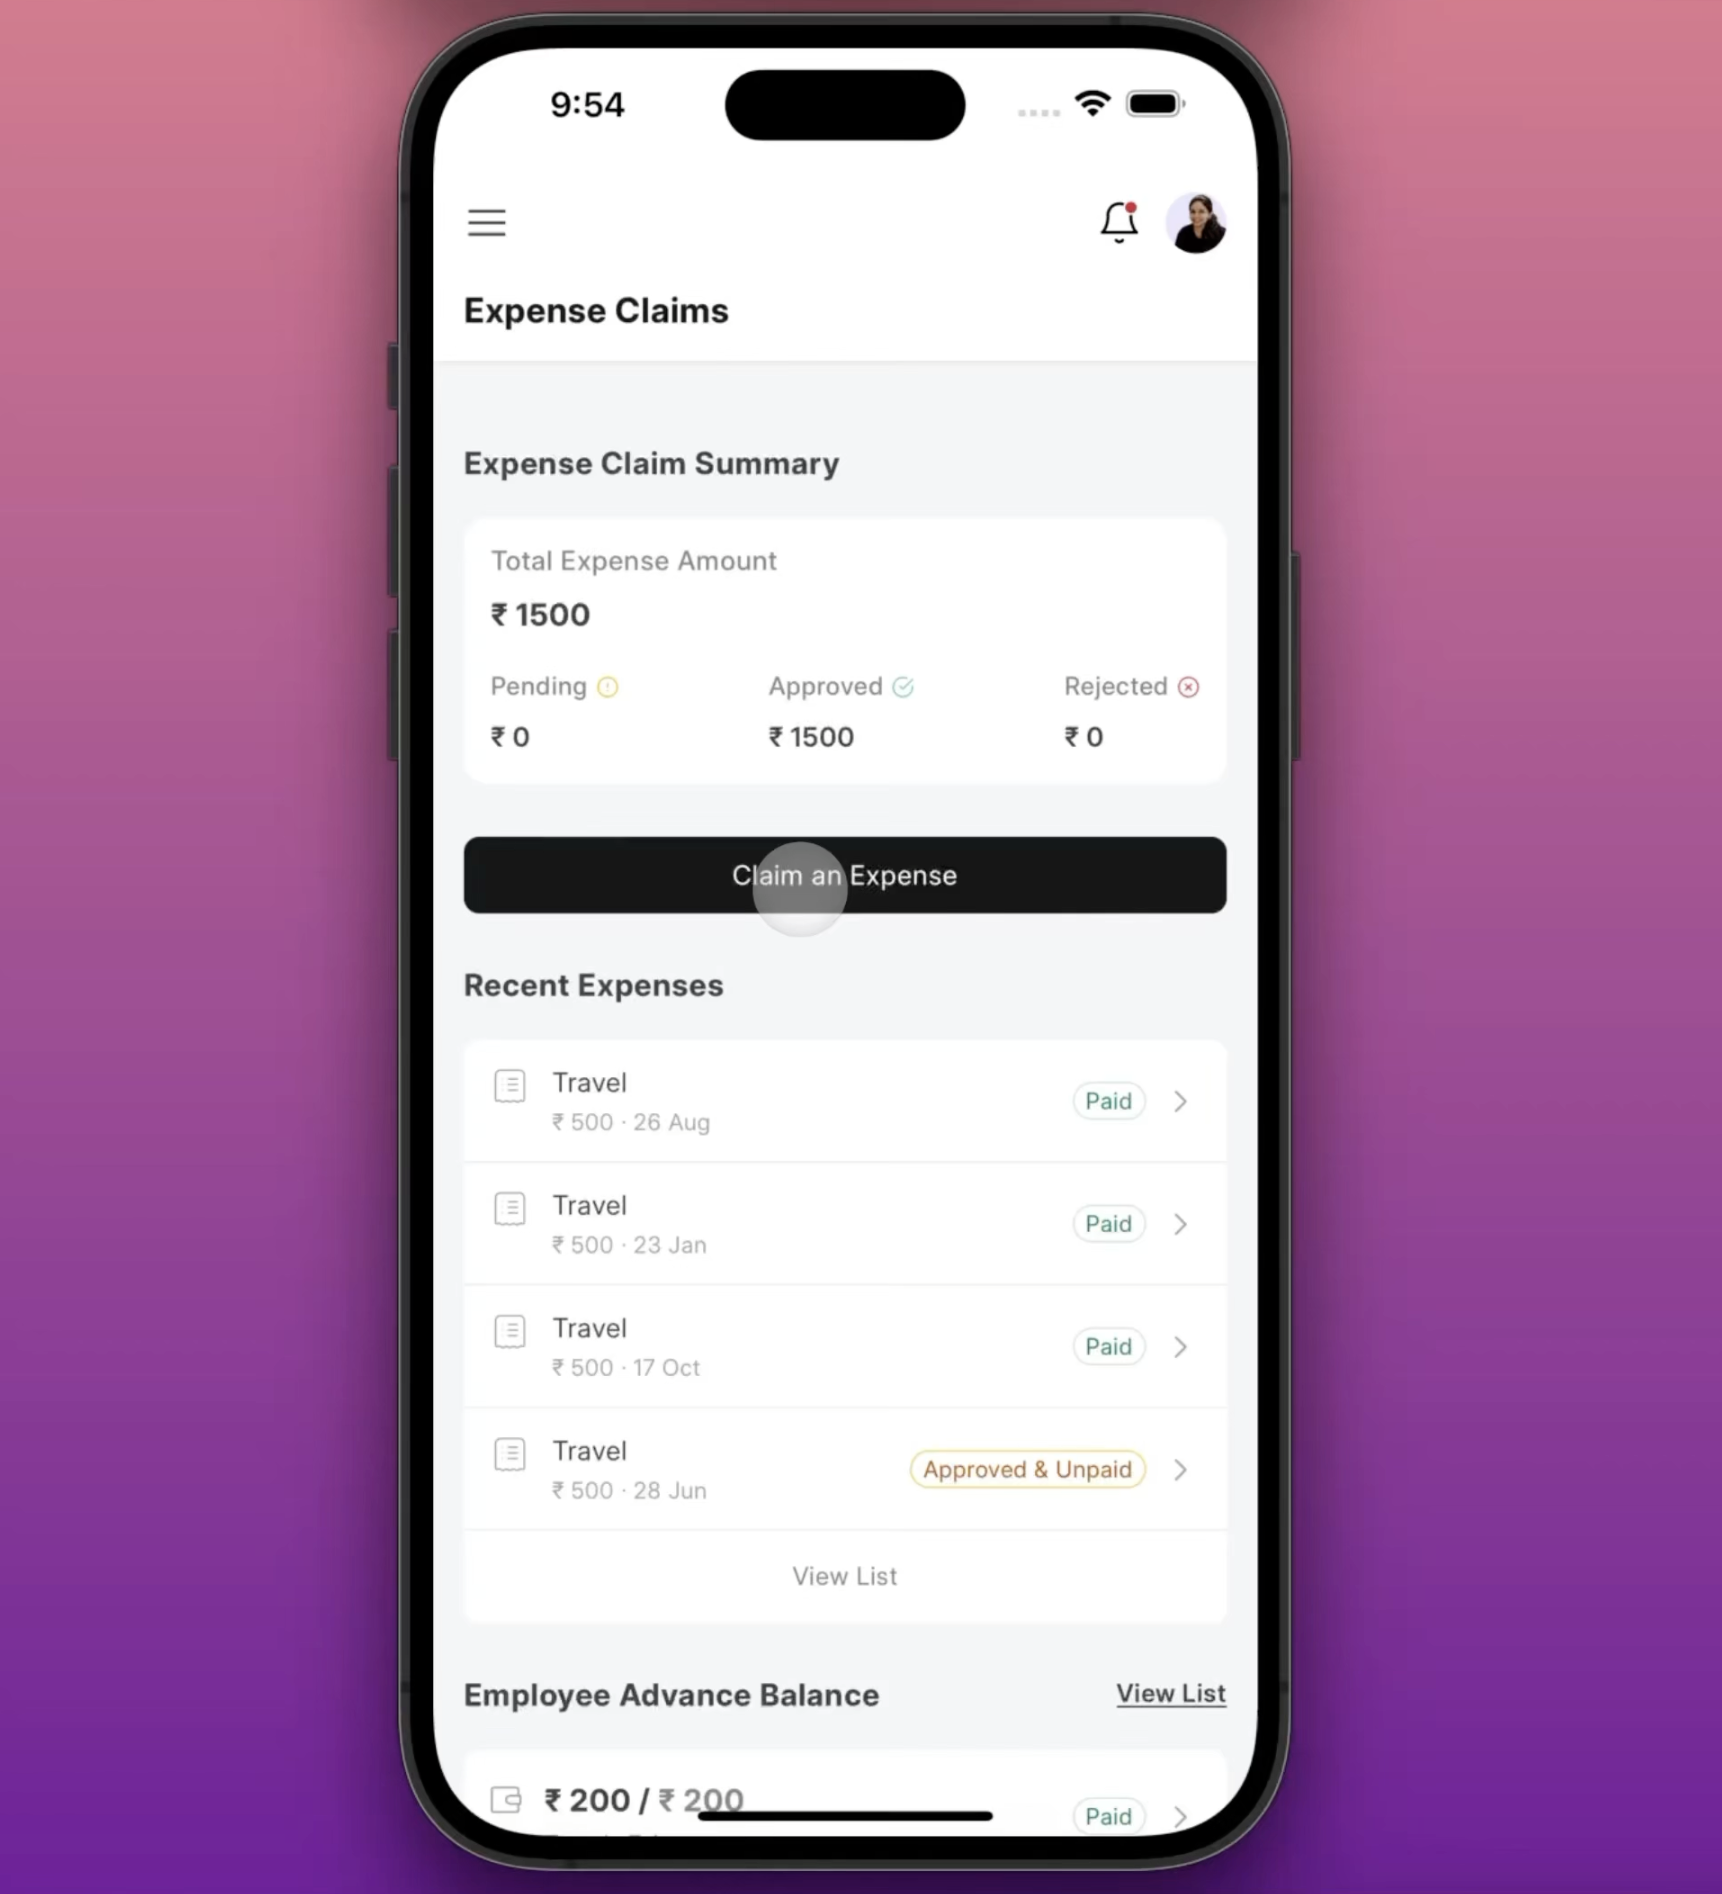 9:54
Expense Claims
Expense Claim Summary
Total Expense Amount
₹ 1500
Pending Approved Rejected
₹ 0 ₹ 1500 ₹ 0
Claim an Expense
Recent Expenses
Travel
₹ 500 · 26 Aug
Paid
Travel
₹ 500 · 23 Jan
Paid
Travel
₹ 500 · 17 Oct
Paid
Travel
₹ 500 · 28 Jun
Approved & Unpaid
View List
Employee Advance Balance View List
₹ 200 / ₹ 200
Paid